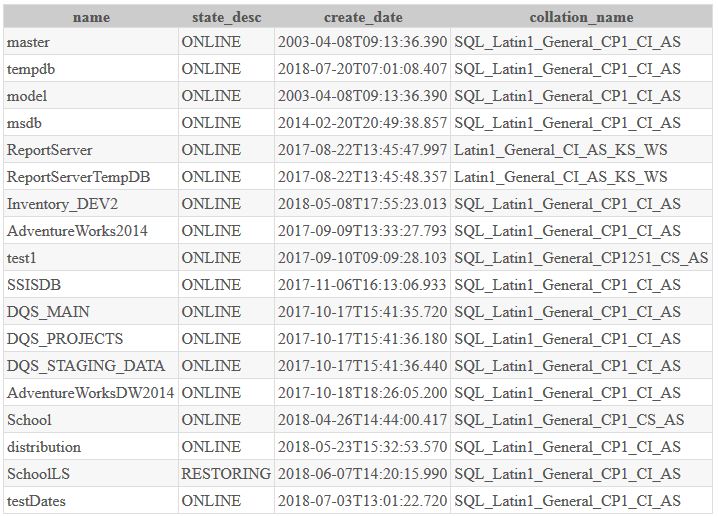 name state_desc create_date collation_name
master ONLINE 2003-04-08T09:13:36.390 SQL_Latin1_General_CP1_CI_AS
tempdb ONLINE 2018-07-20T07:01:08.407 SQL_Latin1_General_CP1_CI_AS
model ONLINE 2003-04-08T09:13:36.390 SQL_Latin1_General_CP1_CI_AS
msdb ONLINE 2014-02-20T20:49:38.857 SQL_Latin1_General_CP1_CI_AS
ReportServer ONLINE 2017-08-22T13:45:47.997 Latin1_General_CI_AS_KS_WS
ReportServerTempDB ONLINE 2017-08-22T13:45:48.357 Latin1_General_CI_AS_KS_WS
Inventory_DEV2 ONLINE 2018-05-08T17:55:23.013 SQL_Latin1_General_CP1_CI_AS
AdventureWorks2014 ONLINE 2017-09-09T13:33:27.793 SQL_Latin1_General_CP1_CI_AS
test1 ONLINE 2017-09-10T09:09:28.103 SQL_Latin1_General_CP1251_CS_AS
SSISDB ONLINE 2017-11-06T16:13:06.933 SQL_Latin1_General_CP1_CI_AS
DQS_MAIN ONLINE 2017-10-17T15:41:35.720 SQL_Latin1_General_CP1_CI_AS
DQS_PROJECTS ONLINE 2017-10-17T15:41:36.180 SQL_Latin1_General_CP1_CI_AS
DQS_STAGING_DATA ONLINE 2017-10-17T15:41:36.440 SQL_Latin1_General_CP1_CI_AS
AdventureWorksDW2014 ONLINE 2017-10-18T18:26:05.200 SQL_Latin1_General_CP1_CI_AS
School ONLINE 2018-04-26T14:44:00.417 SQL_Latin1_General_CP1_CS_AS
distribution ONLINE 2018-05-23T15:32:53.570 SQL_Latin1_General_CP1_CI_AS
SchoolLS RESTORING 2018-06-07T14:20:15.990 SQL_Latin1_General_CP1_CI_AS
testDates ONLINE 2018-07-03T13:01:22.720 SQL_Latin1_General_CP1_CI_AS